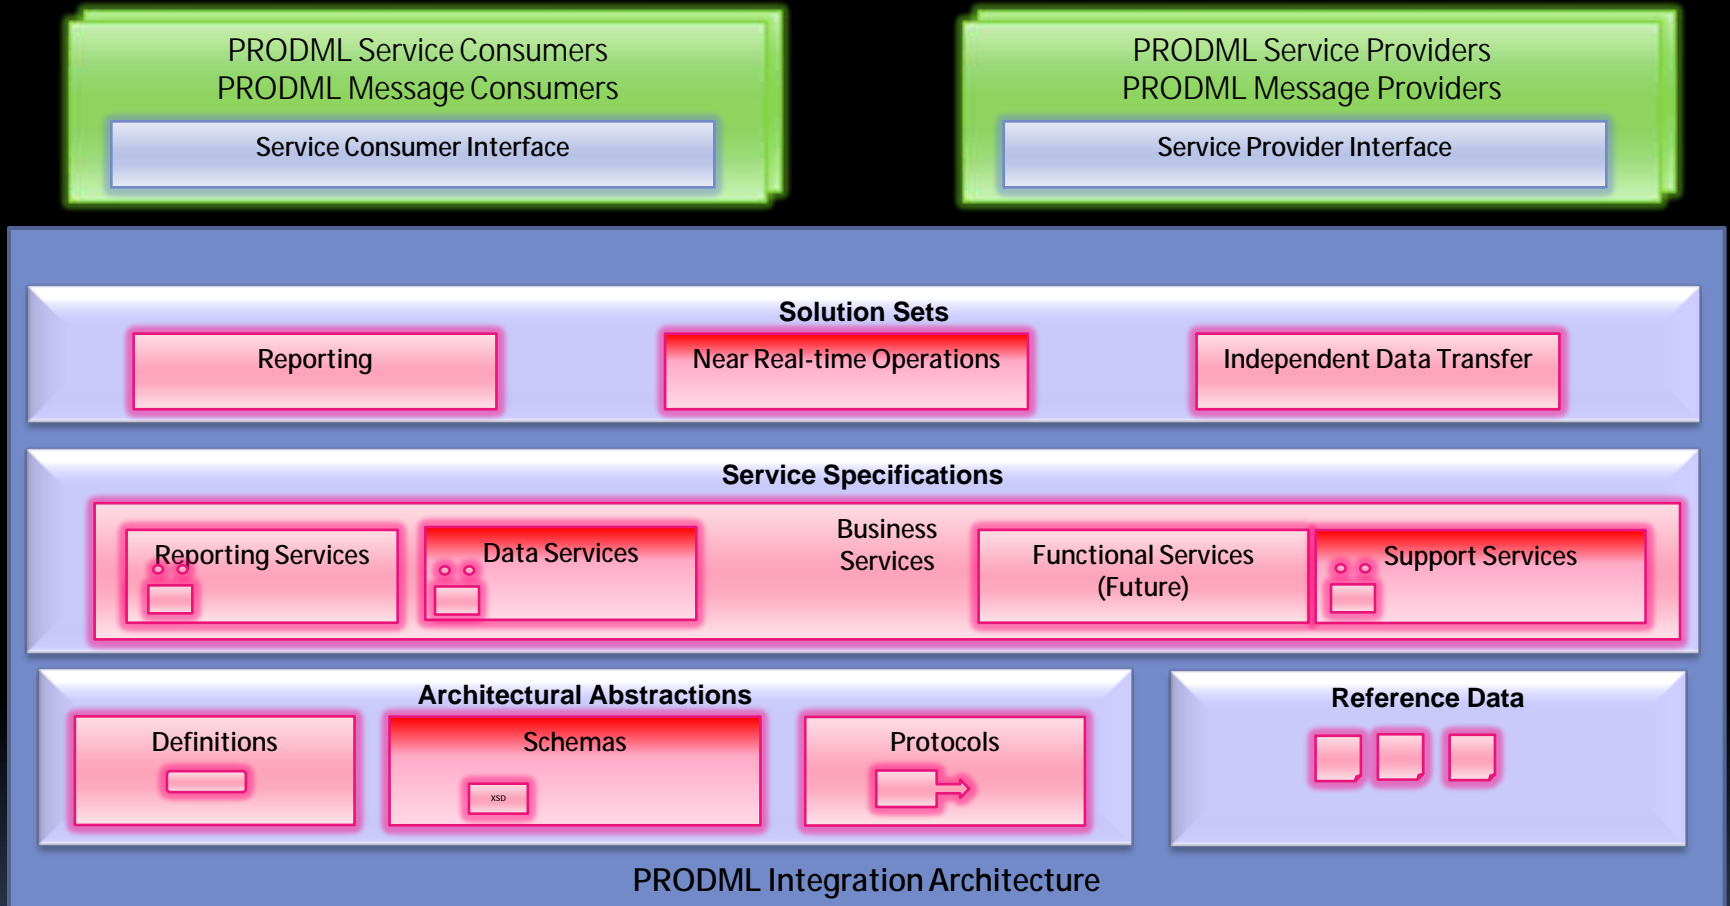 PRODML Service Consumers
PRODML Message Consumers
Service Consumer Interface
PRODML Service Providers
PRODML Message Providers
Service Provider Interface
Solution Sets
Reporting
Near Real-time Operations
Independent Data Transfer
Service Specifications
Business
Services
Reporting Services
Data Services
Functional Services
(Future)
Support Services
Architectural Abstractions
Definitions
Schemas
XSD
Protocols
Reference Data
PRODML Integration Architecture